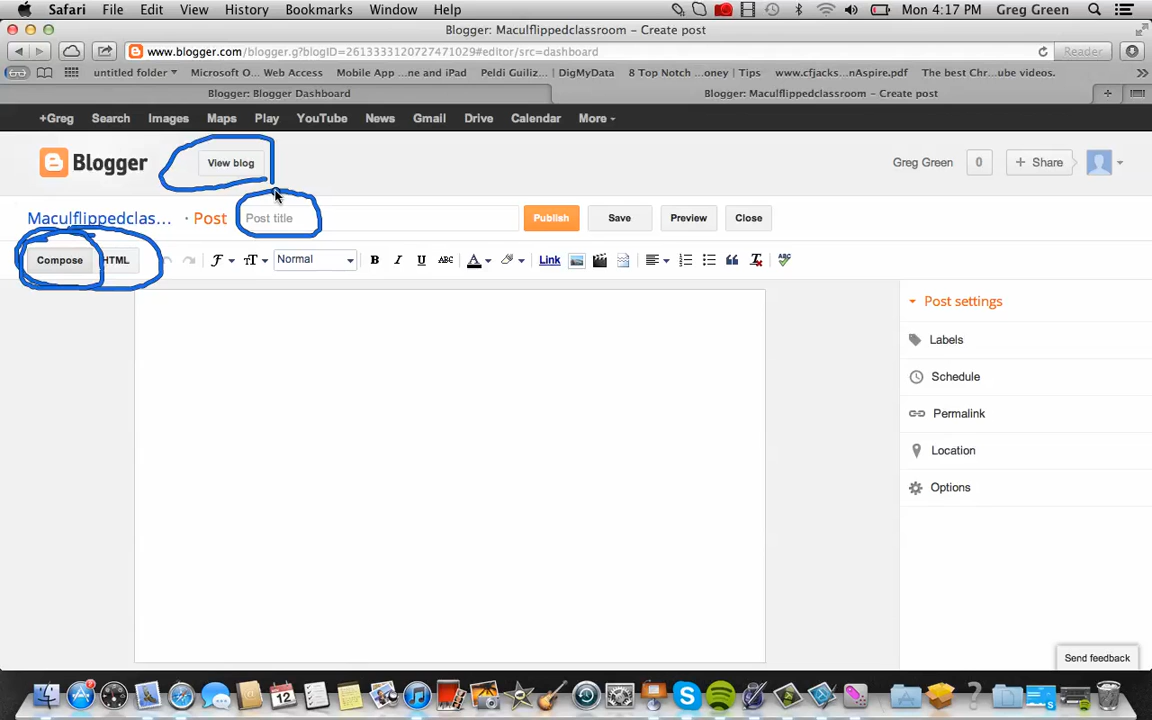 Safari File Edit View History Bookmarks Window Help Mon 4:17 PM Greg Green
Blogger: Maculflippedclassroom – Create post
www.blogger.com/blogger.g?blogID=2613333120727471029#editor/src=dashboard Reader
untitled folder Microsoft O... Web Access Mobile App ...ne and iPad Peldi Guiliz... | DigMyData 8 Top Notch ...oney | Tips www.cfjacks...nAspire.pdf The best Chr...ube videos.
Blogger: Blogger Dashboard Blogger: Maculflippedclassroom – Create post
+Greg Search Images Maps Play YouTube News Gmail Drive Calendar More
Blogger View blog Greg Green 0 + Share
Maculflippedclas... · Post Post title Publish Save Preview Close
Compose HTML Normal B I U ABC A Link ABC
Post settings
Labels
Schedule
Permalink
Location
Options
Send feedback
12